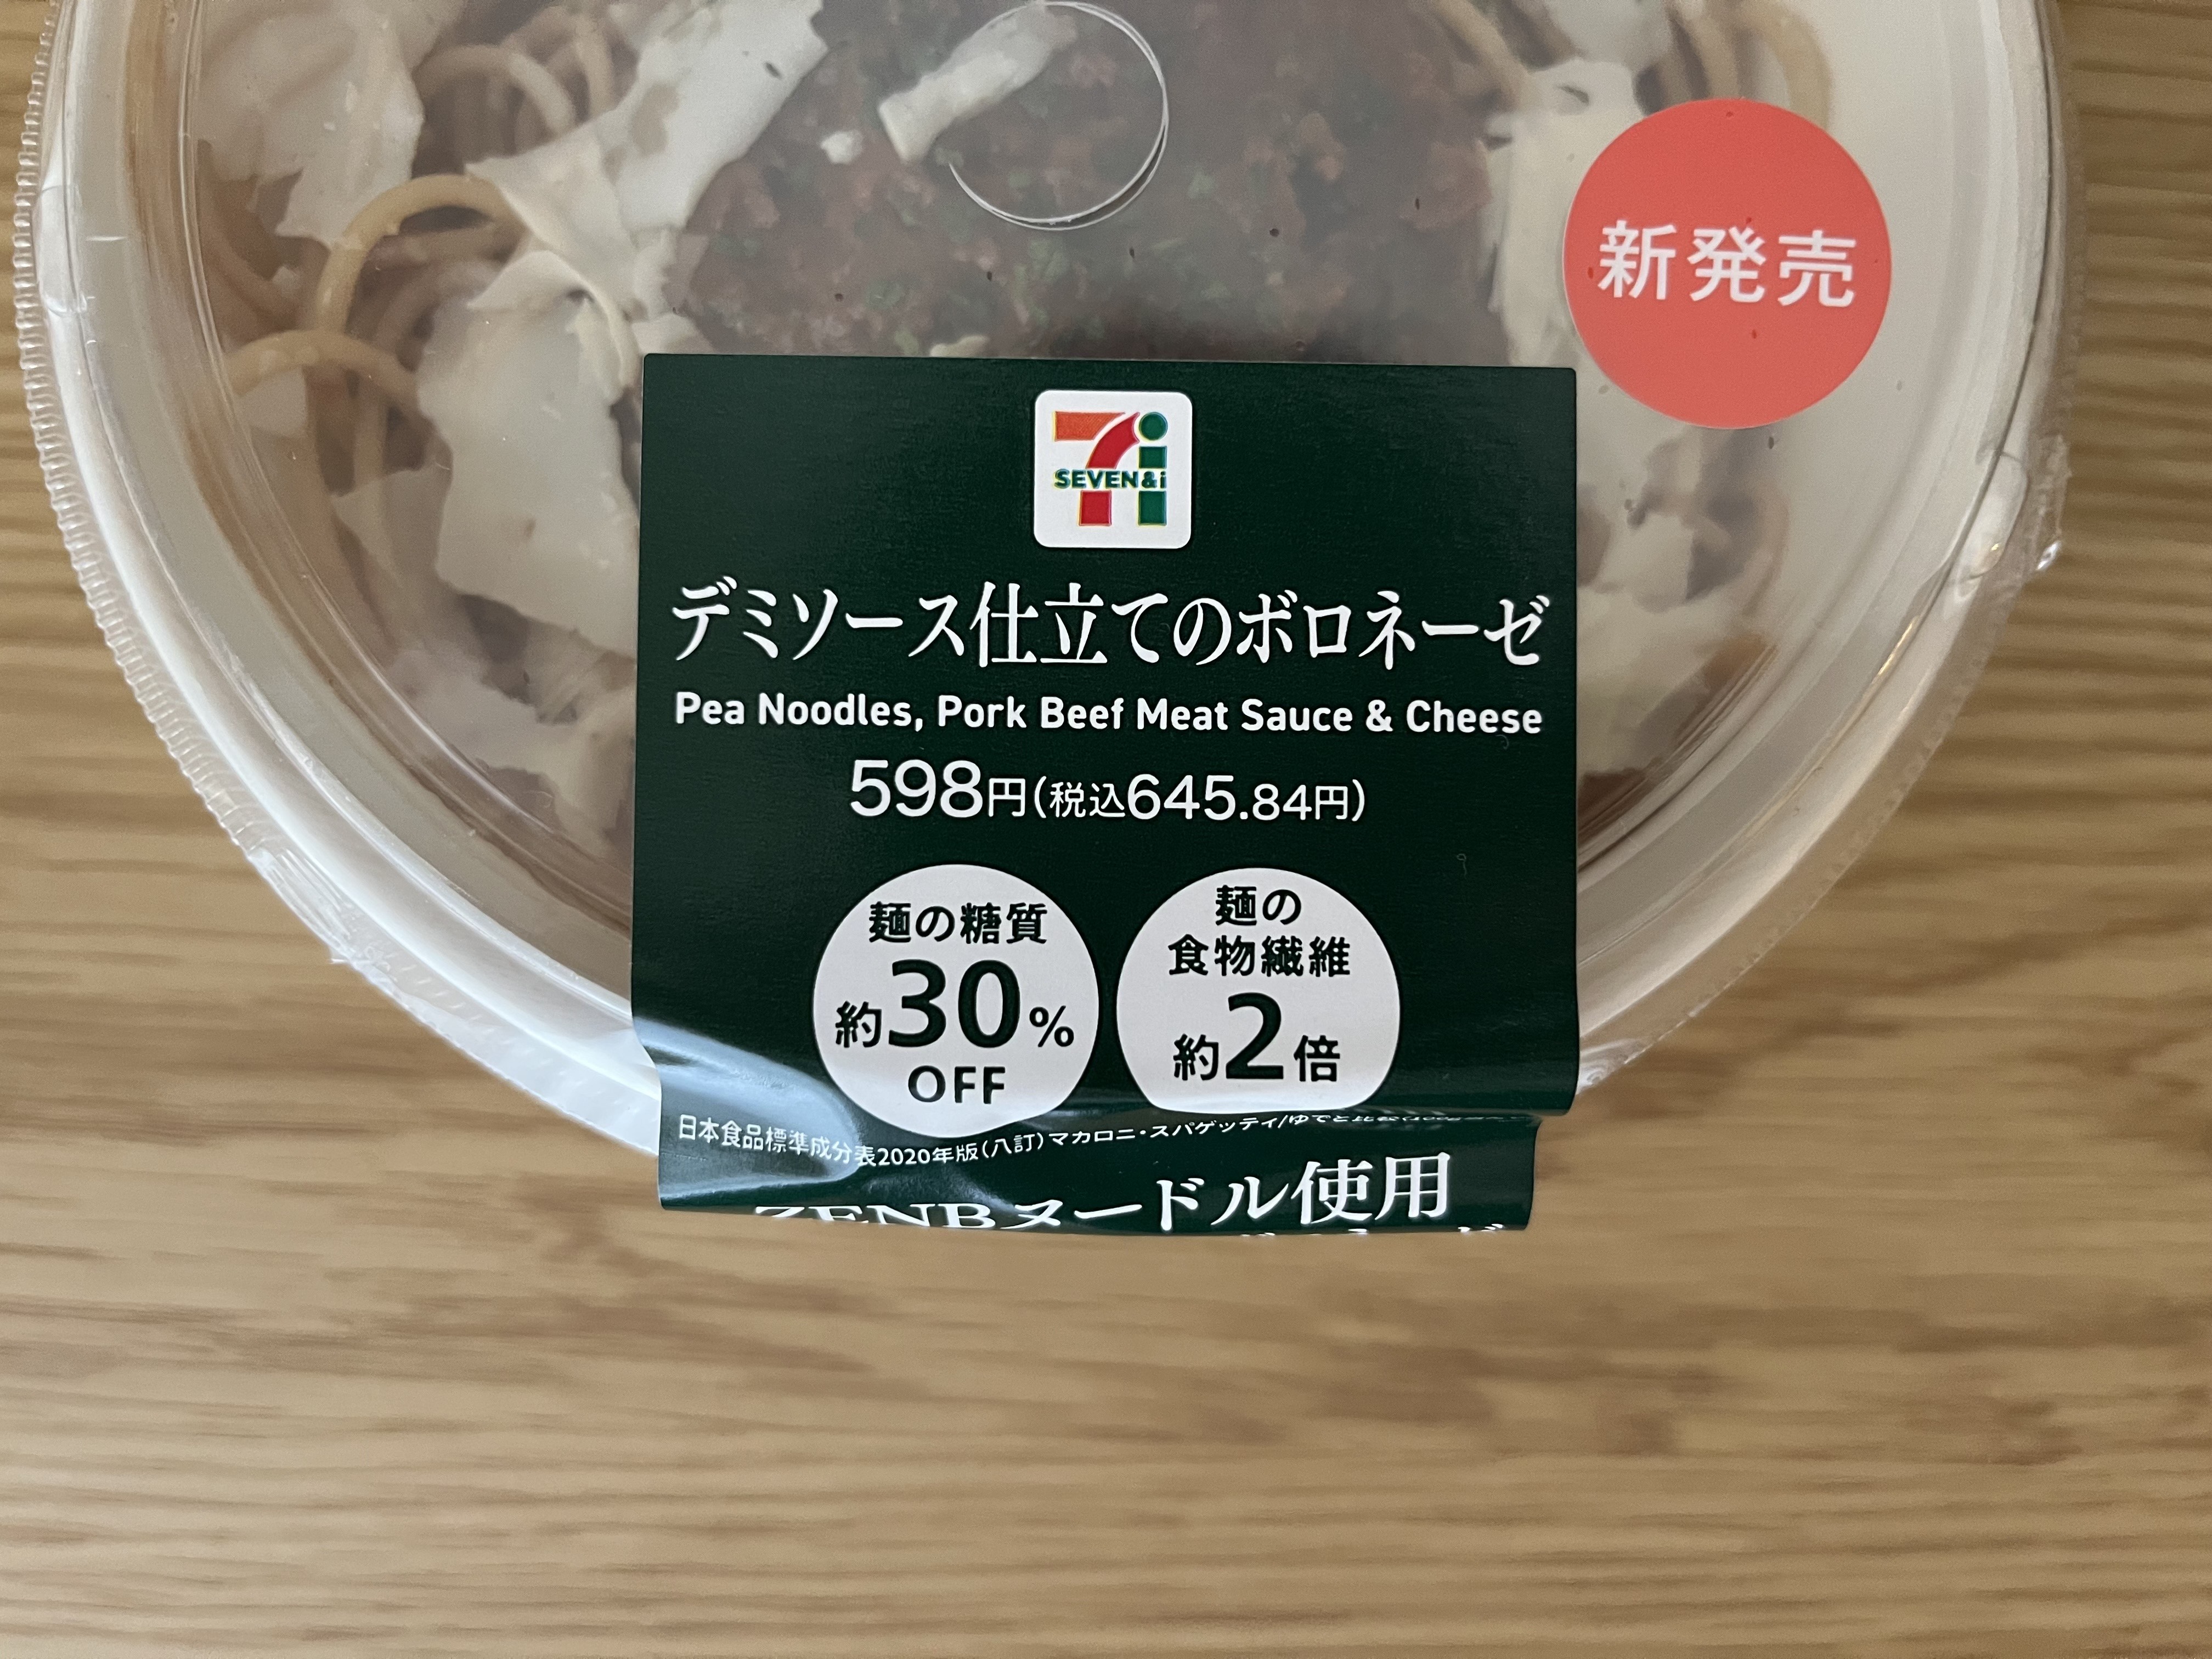 新発売
SEVEN&i
デミソース仕立てのボロネーゼ
Pea Noodles, Pork Beef Meat Sauce & Cheese
598円(税込645.84円)
麺の糖質
約30%
OFF
麺の
食物繊維
約2倍
日本食品標準成分表2020年版(八訂)マカロニ・スパゲッティ/ゆでと比較
ZENBヌードル使用